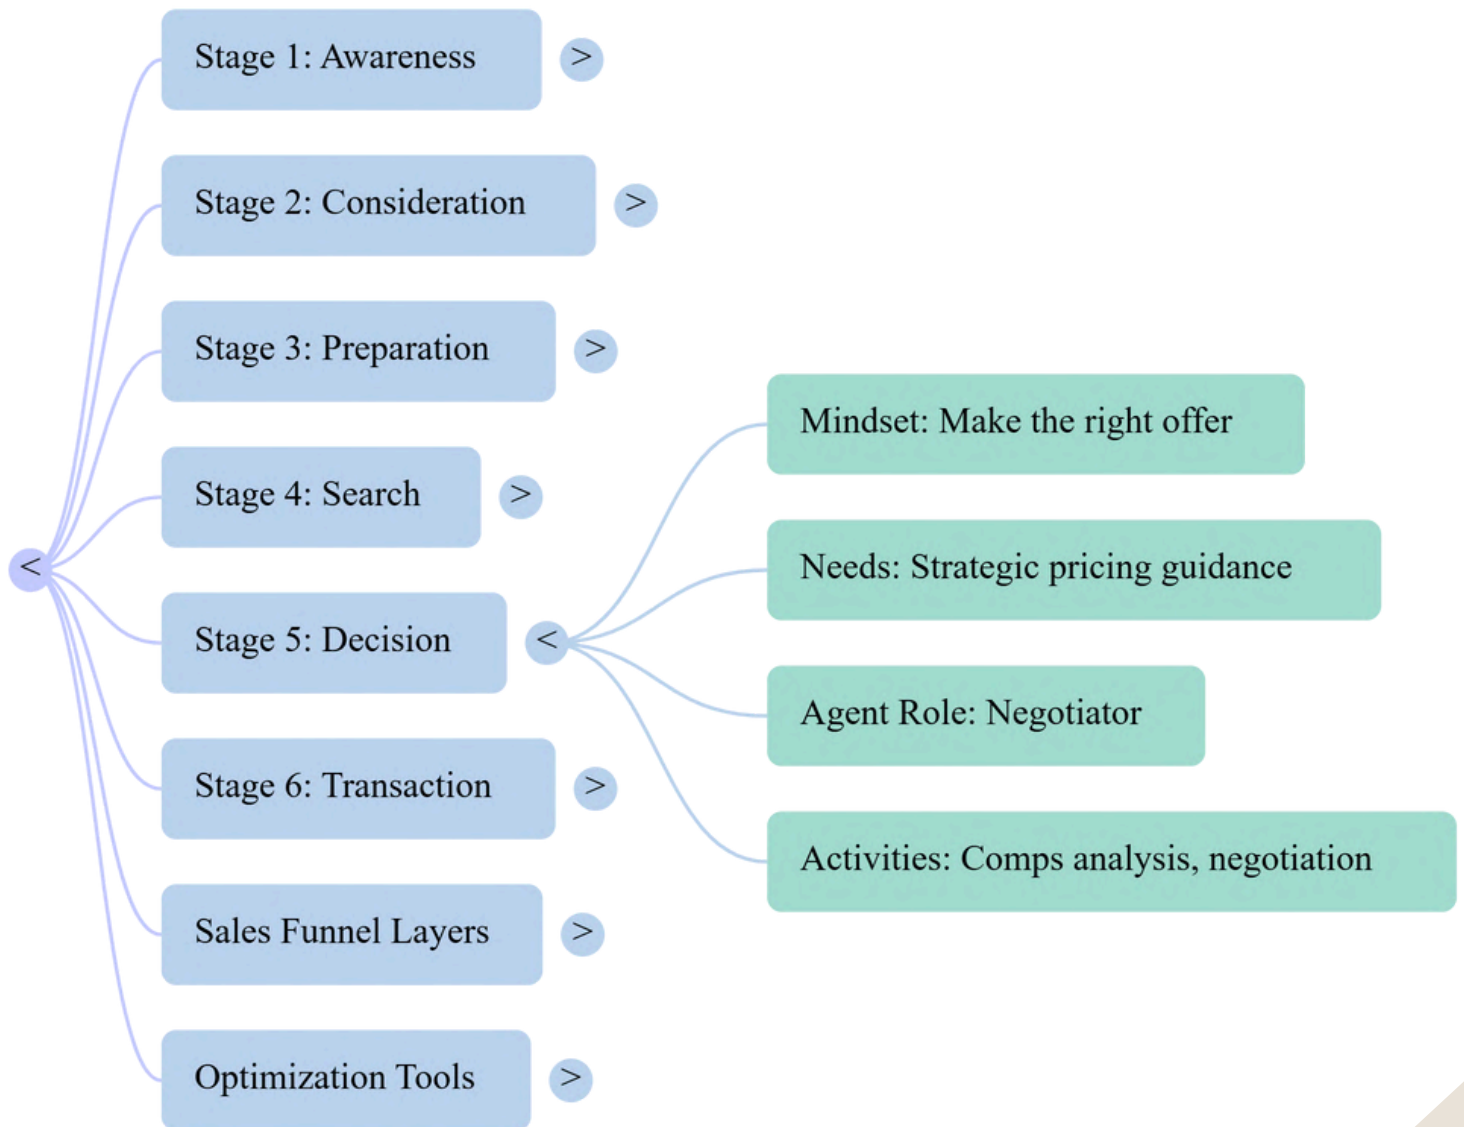 Stage 1: Awareness >
Stage 2: Consideration >
Stage 3: Preparation >
Stage 4: Search >
<
Stage 5: Decision <
Stage 6: Transaction >
Sales Funnel Layers >
Optimization Tools >
Mindset: Make the right offer
Needs: Strategic pricing guidance
Agent Role: Negotiator
Activities: Comps analysis, negotiation